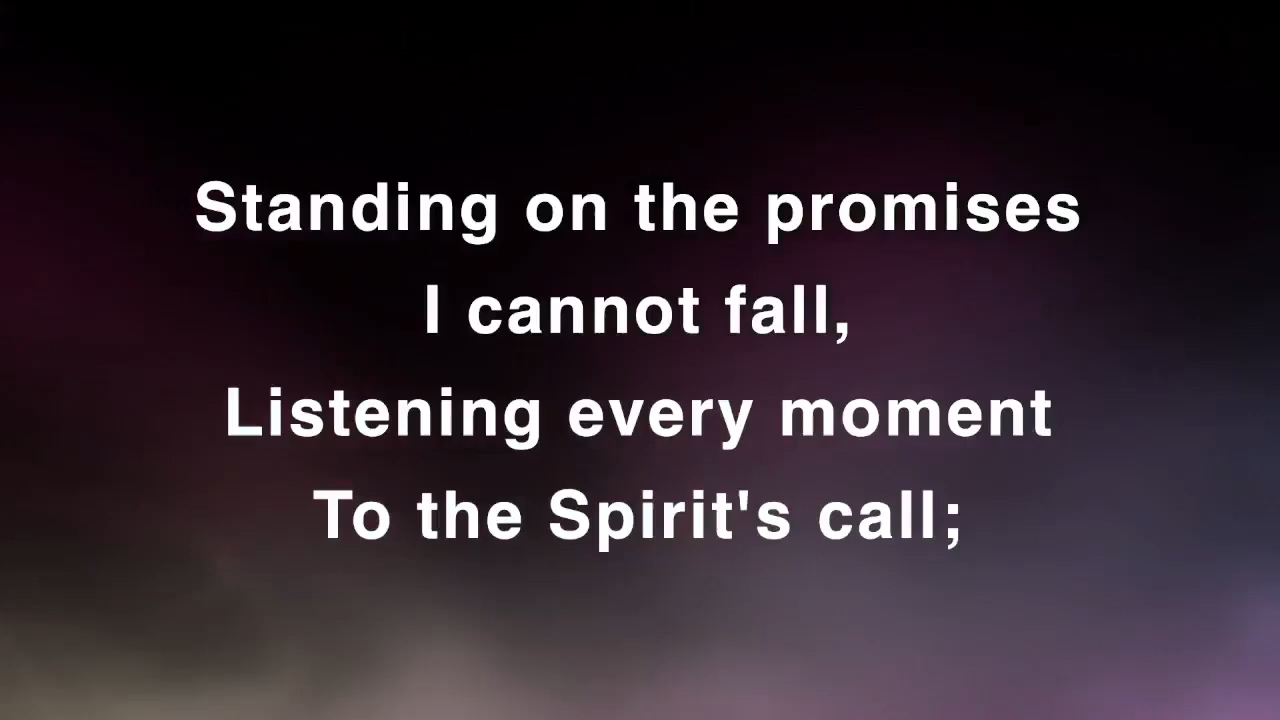 Standing on the promises
I cannot fall,
Listening every moment
To the Spirit's call;